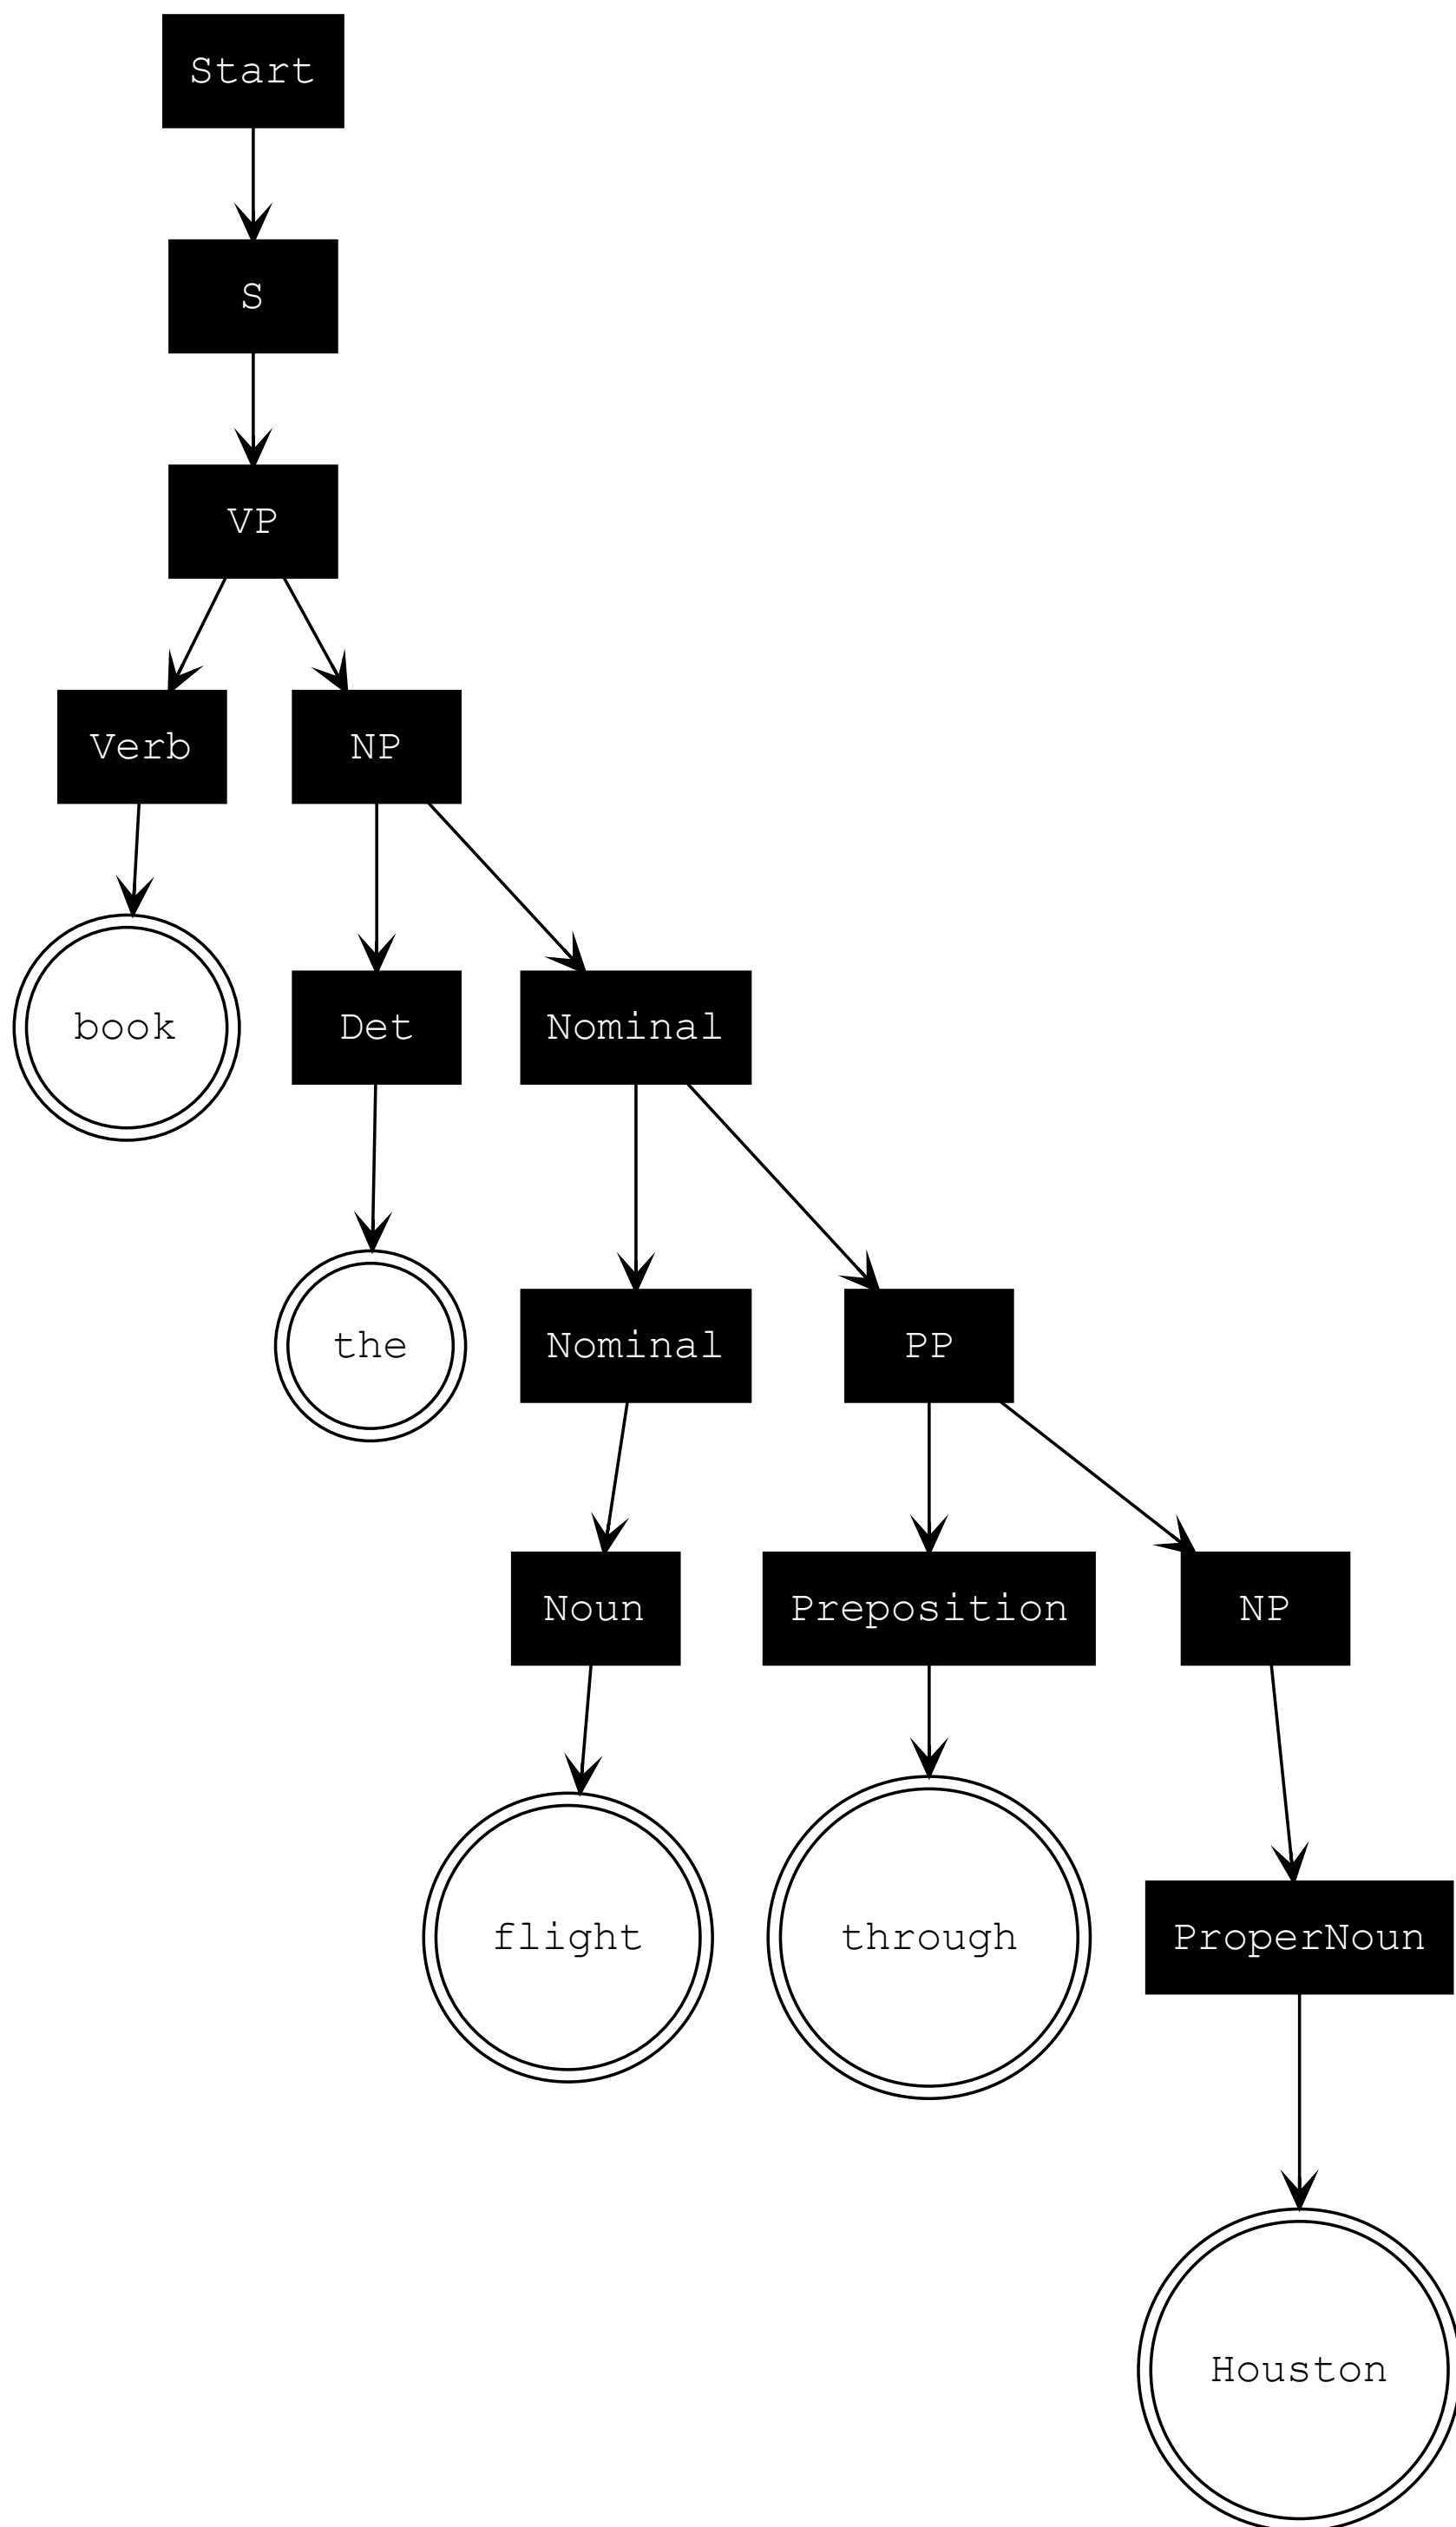 Start
S
VP
Verb NP
book Det Nominal
the Nominal PP
Noun Preposition NP
flight through ProperNoun
Houston